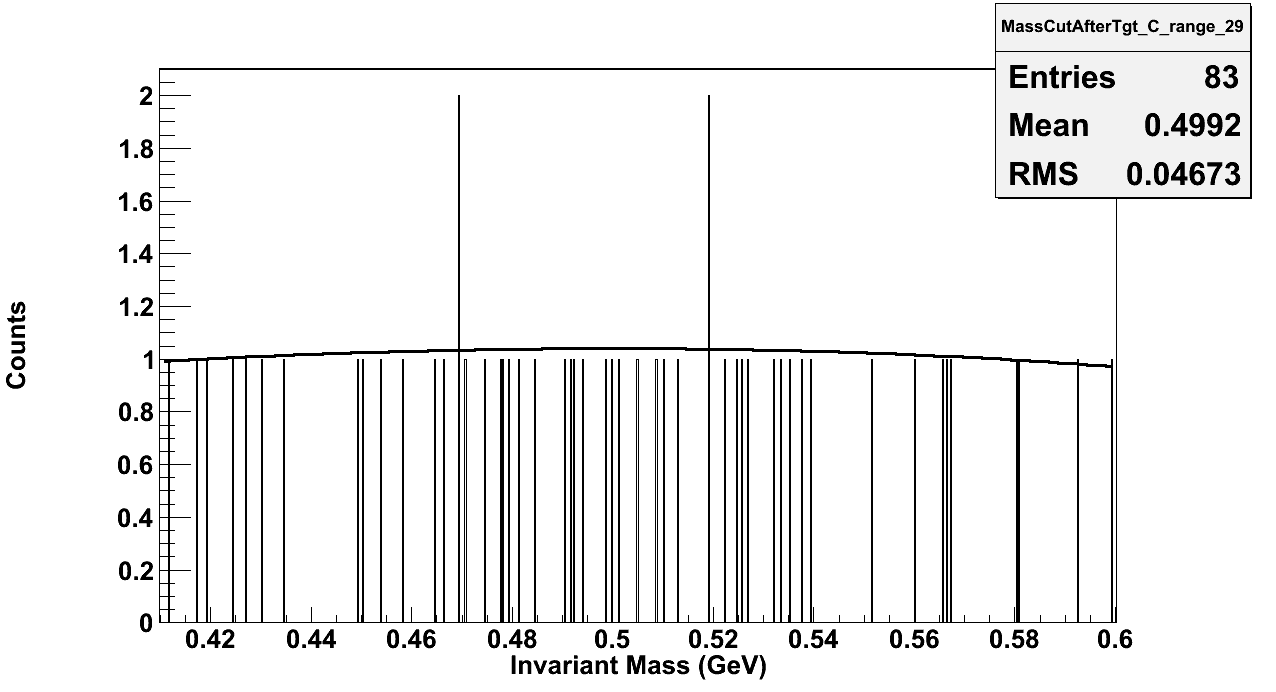 MassCutAfterTgt_C_range_29
Entries 83
Mean 0.4992
RMS 0.04673
Counts
2
1.8
1.6
1.4
1.2
1
0.8
0.6
0.4
0.2
0
0.42 0.44 0.46 0.48 0.5 0.52 0.54 0.56 0.58 0.6
Invariant Mass (GeV)